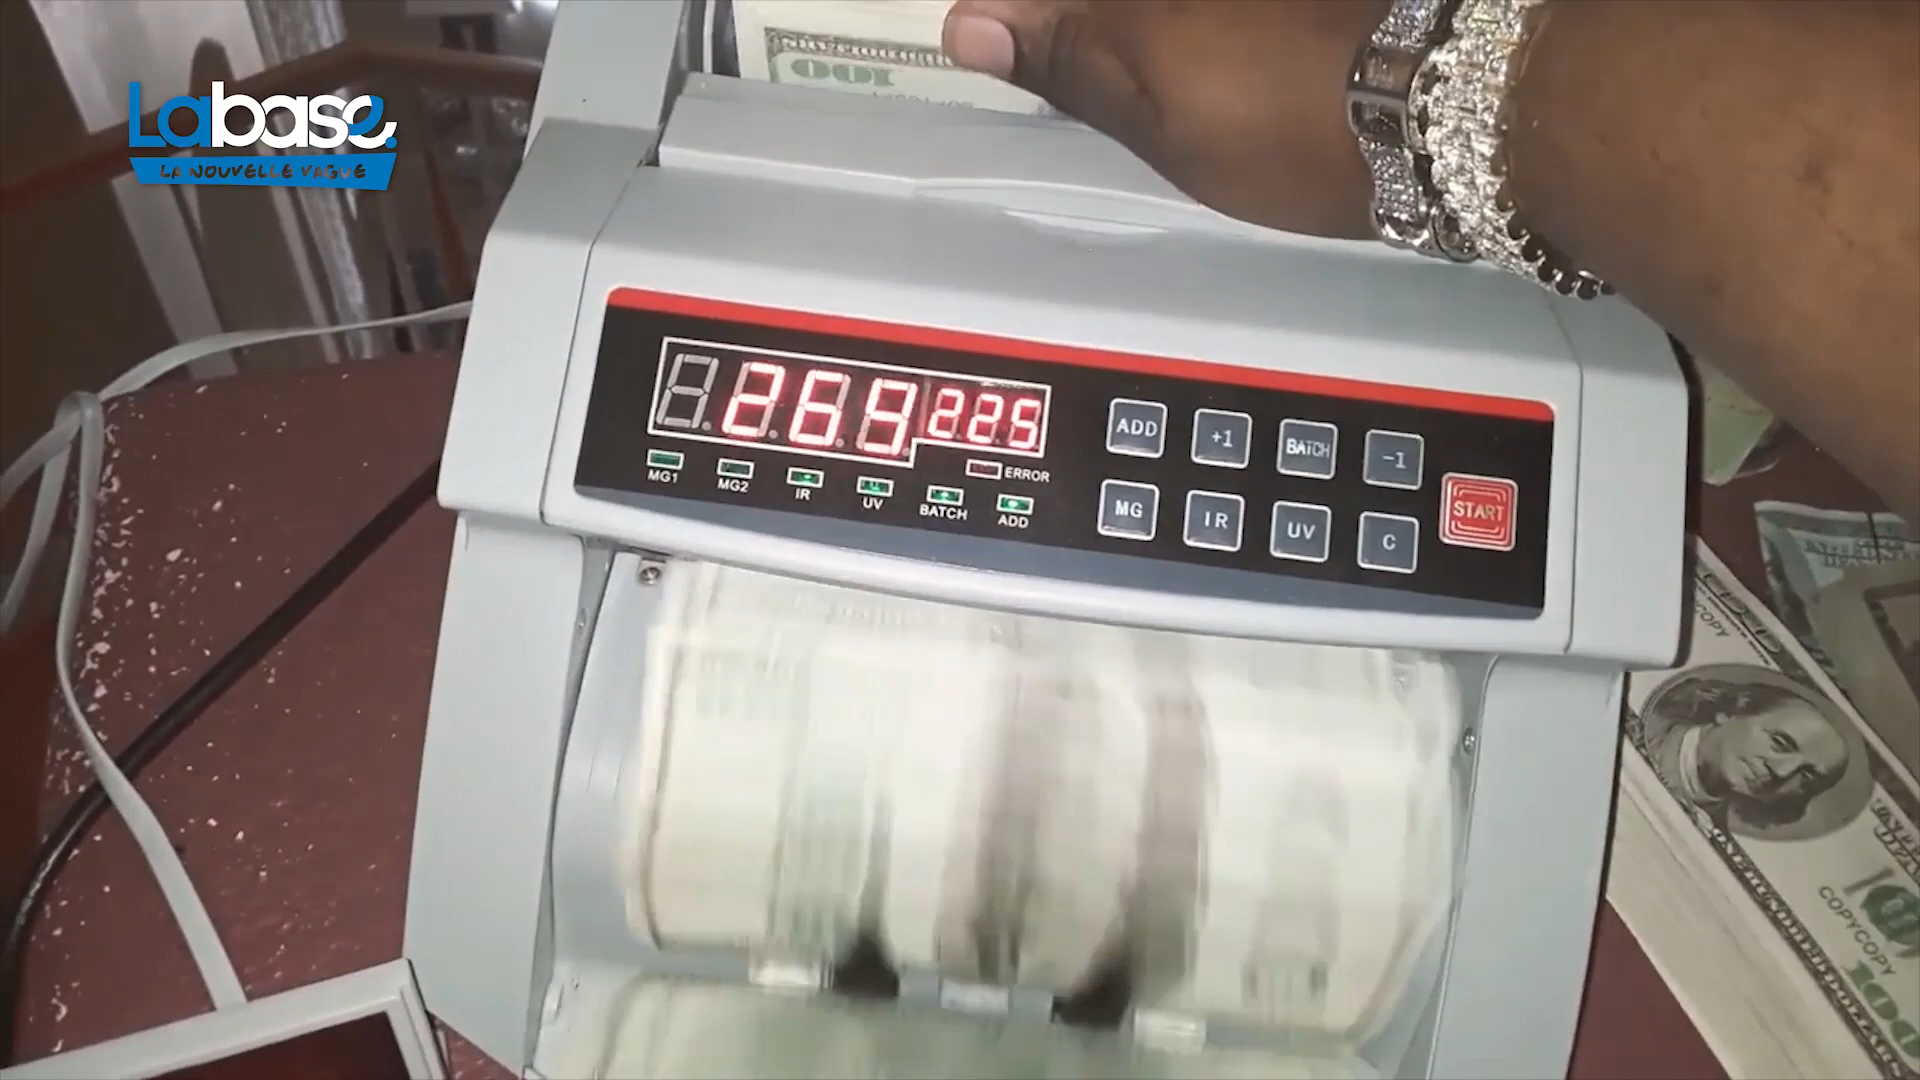 Labase.
LA NOUVELLE VAGUE
100
269 225
MG1 MG2 IR UV BATCH ADD
ERROR
ADD +1 BATCH -1
MG IR UV C
START
COPY
COPYCOPY
100